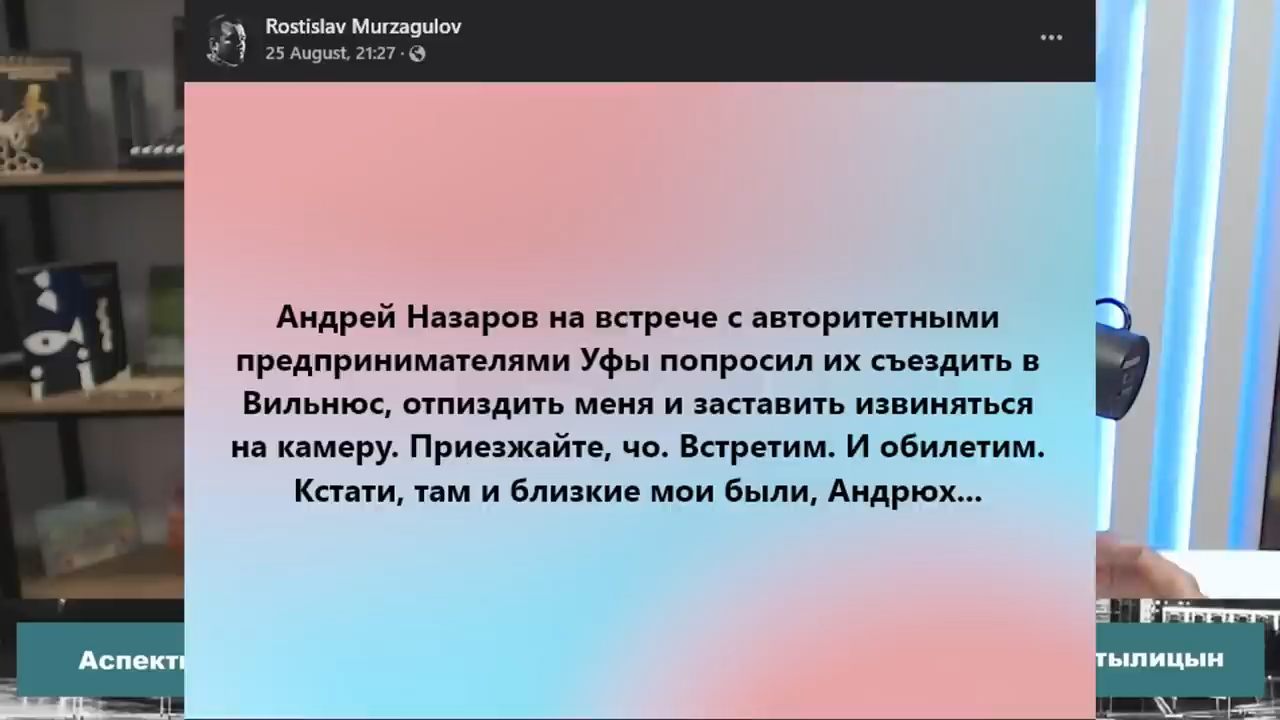 Rostislav Murzagulov
25 August, 21:27 ·
Андрей Назаров на встрече с авторитетными
предпринимателями Уфы попросил их съездить в
Вильнюс, отпиздить меня и заставить извиняться
на камеру. Приезжайте, чо. Встретим. И обилетим.
Кстати, там и близкие мои были, Андрюх...
Аспект
тылицын